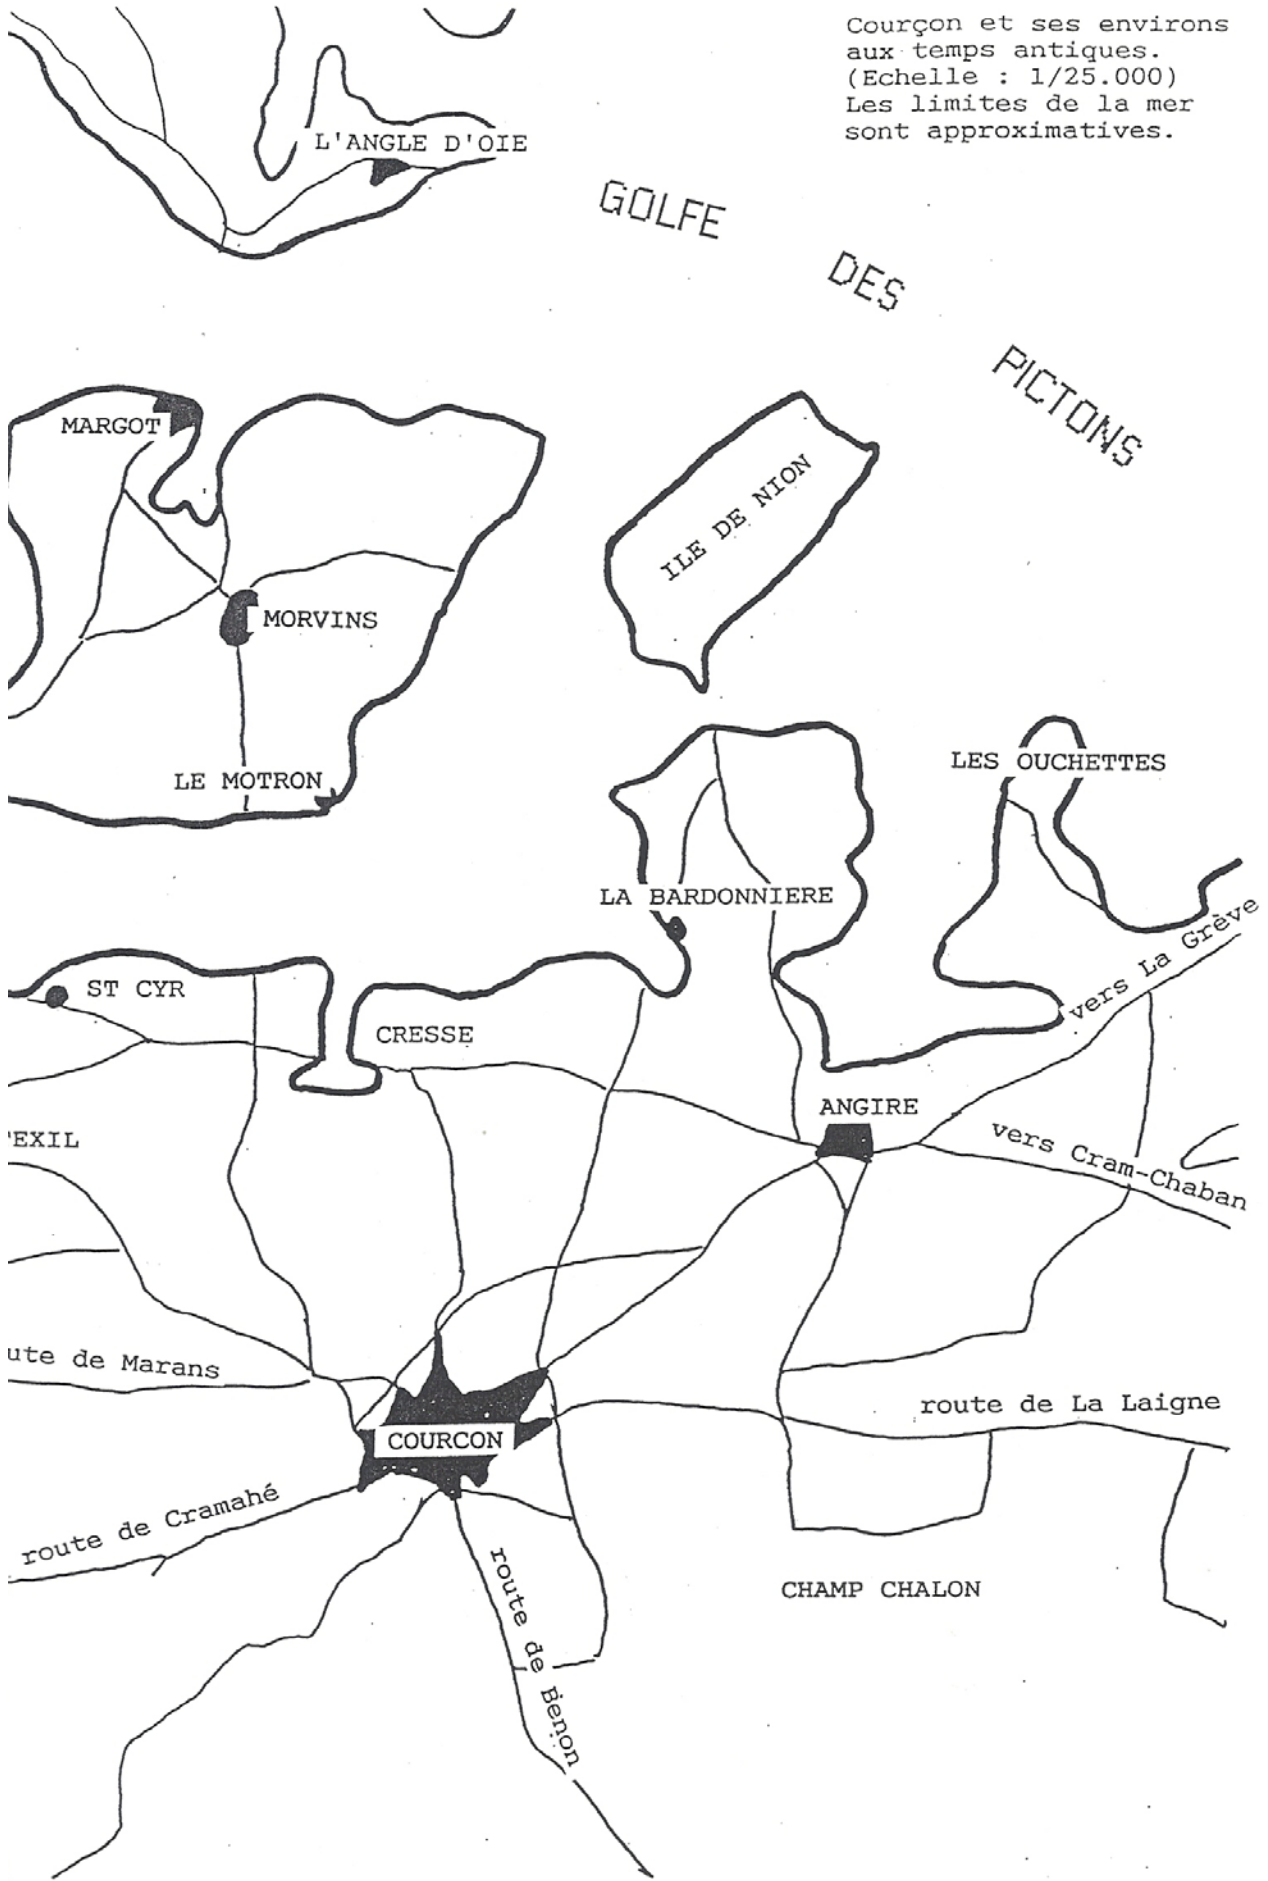 Courçon et ses environs
aux temps antiques.
(Echelle : 1/25.000)
Les limites de la mer
sont approximatives.
L'ANGLE D'OIE
GOLFE
DES
PICTONS
MARGOT
ILE DE NION
MORVINS
LES OUCHETTES
LE MOTRON
LA BARDONNIERE
vers La Grève
ST CYR
CRESSE
ANGIRE
'EXIL
vers Cram-Chaban
ute de Marans
route de La Laigne
COURCON
route de Cramahé
route de Benon
CHAMP CHALON